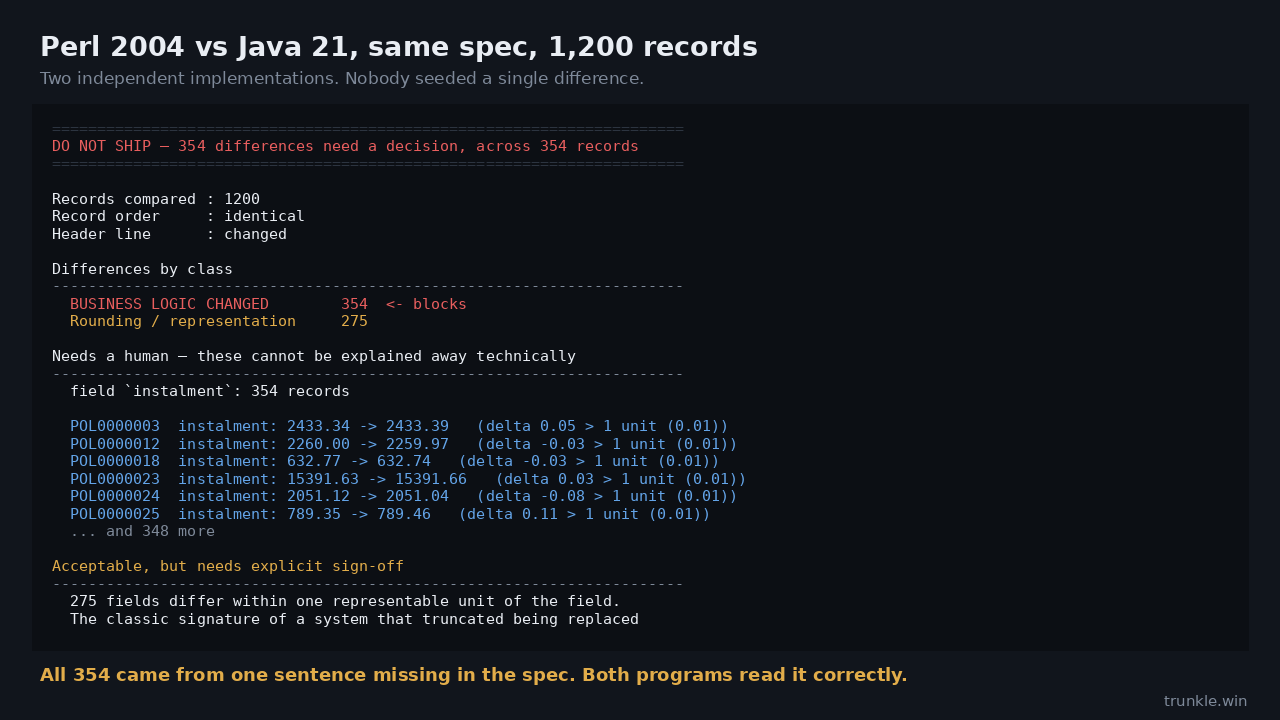 Perl 2004 vs Java 21, same spec, 1,200 records
Two independent implementations. Nobody seeded a single difference.
======================================================================
DO NOT SHIP — 354 differences need a decision, across 354 records
======================================================================
Records compared : 1200
Record order     : identical
Header line      : changed
Differences by class
----------------------------------------------------------------------
  BUSINESS LOGIC CHANGED        354  <- blocks
  Rounding / representation     275
Needs a human — these cannot be explained away technically
----------------------------------------------------------------------
  field `instalment`: 354 records
  POL0000003  instalment: 2433.34 -> 2433.39   (delta 0.05 > 1 unit (0.01))
  POL0000012  instalment: 2260.00 -> 2259.97   (delta -0.03 > 1 unit (0.01))
  POL0000018  instalment: 632.77 -> 632.74   (delta -0.03 > 1 unit (0.01))
  POL0000023  instalment: 15391.63 -> 15391.66   (delta 0.03 > 1 unit (0.01))
  POL0000024  instalment: 2051.12 -> 2051.04   (delta -0.08 > 1 unit (0.01))
  POL0000025  instalment: 789.35 -> 789.46   (delta 0.11 > 1 unit (0.01))
  ... and 348 more
Acceptable, but needs explicit sign-off
----------------------------------------------------------------------
  275 fields differ within one representable unit of the field.
  The classic signature of a system that truncated being replaced
All 354 came from one sentence missing in the spec. Both programs read it correctly.
trunkle.win